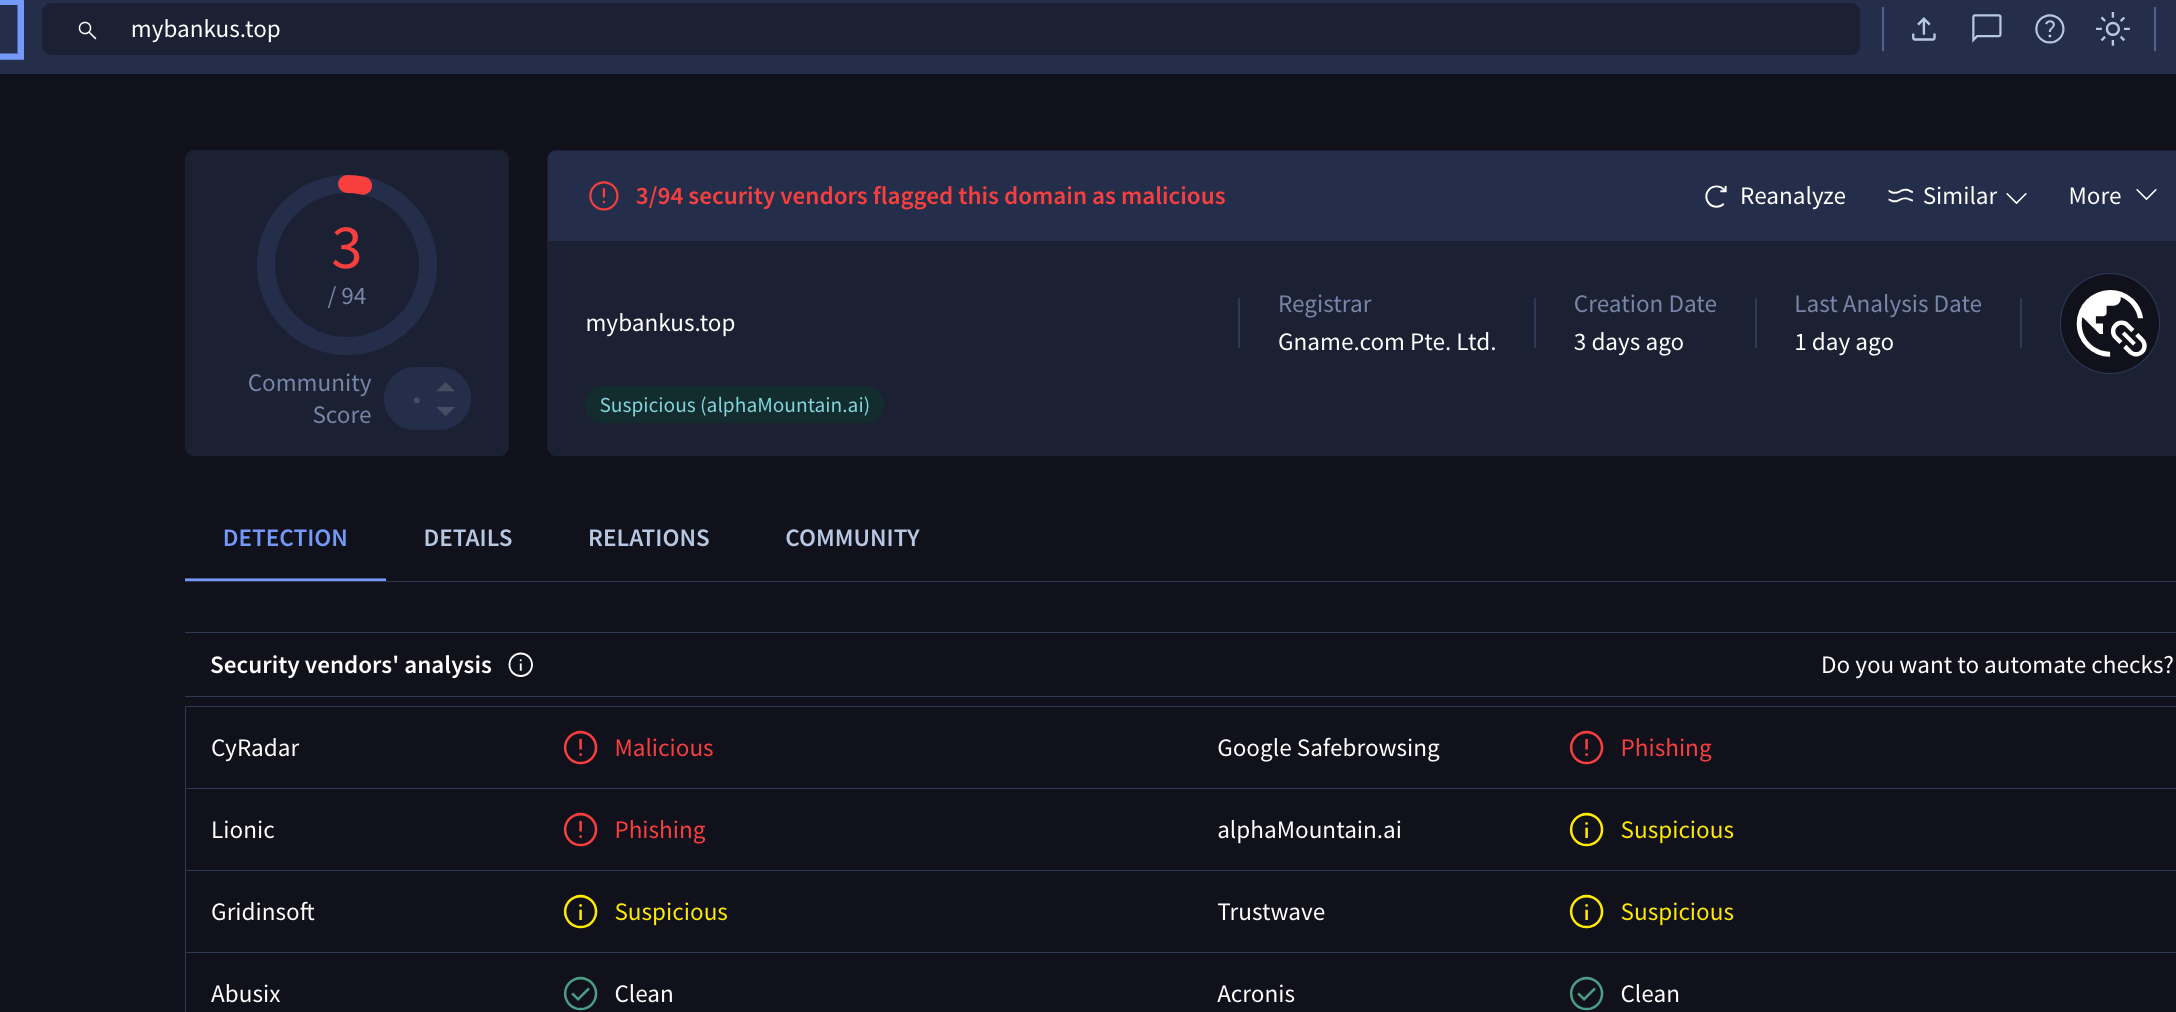 mybankus.top
3/94 security vendors flagged this domain as malicious
Reanalyze
Similar
More
3
/ 94
Community
Score
mybankus.top
Registrar
Gname.com Pte. Ltd.
Creation Date
3 days ago
Last Analysis Date
1 day ago
Suspicious (alphaMountain.ai)
DETECTION
DETAILS
RELATIONS
COMMUNITY
Security vendors' analysis
Do you want to automate checks?
CyRadar
Malicious
Google Safebrowsing
Phishing
Lionic
Phishing
alphaMountain.ai
Suspicious
Gridinsoft
Suspicious
Trustwave
Suspicious
Abusix
Clean
Acronis
Clean